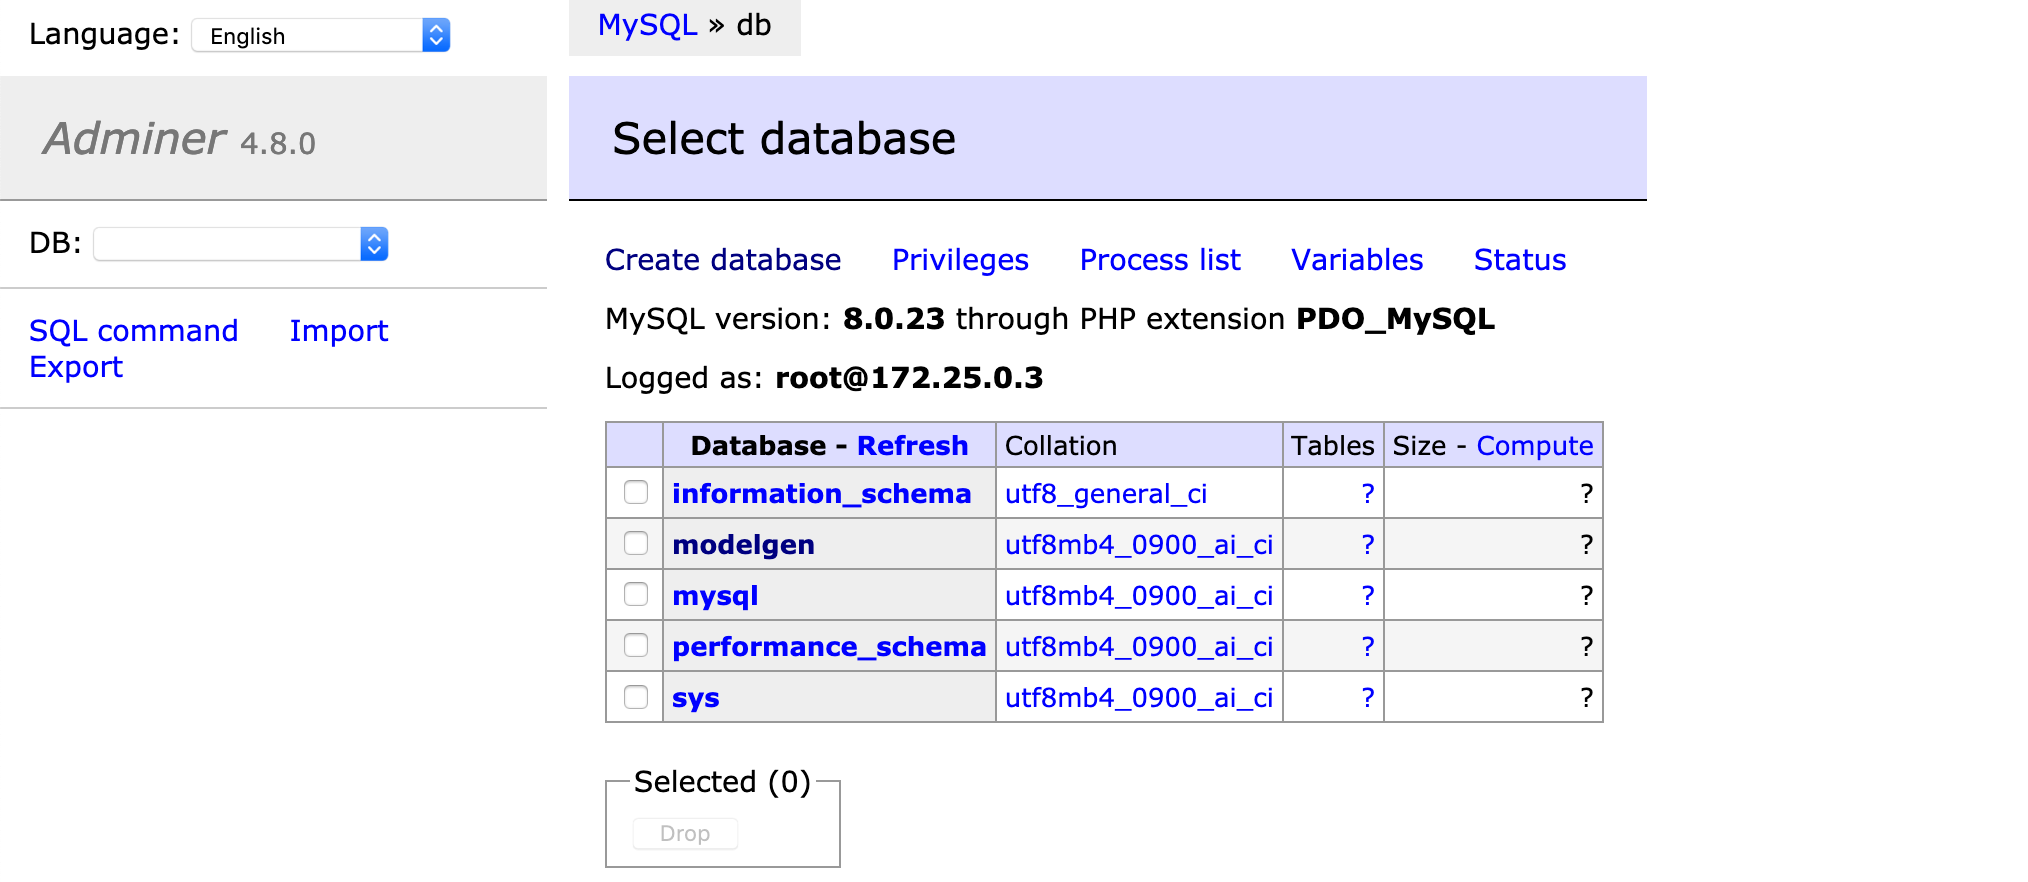 Language: English
MySQL » db
Adminer 4.8.0
Select database
DB:
SQL command Import
Export
Create database Privileges Process list Variables Status
MySQL version: 8.0.23 through PHP extension PDO_MySQL
Logged as: root@172.25.0.3
Database - Refresh Collation Tables Size - Compute
information_schema utf8_general_ci ? ?
modelgen utf8mb4_0900_ai_ci ? ?
mysql utf8mb4_0900_ai_ci ? ?
performance_schema utf8mb4_0900_ai_ci ? ?
sys utf8mb4_0900_ai_ci ? ?
Selected (0)
Drop